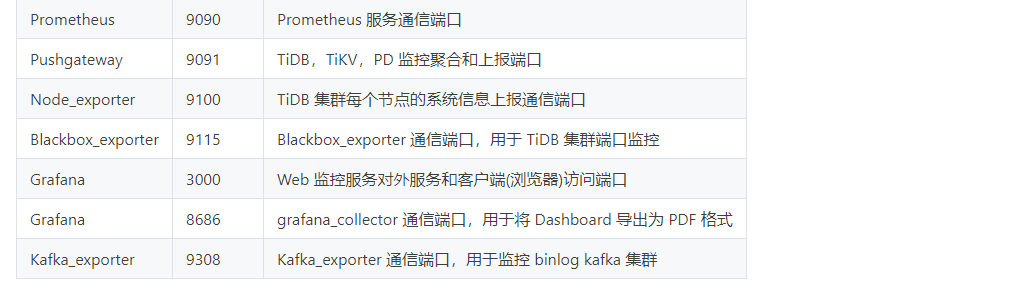 Prometheus 9090 Prometheus 服务通信端口
Pushgateway 9091 TiDB，TiKV，PD 监控聚合和上报端口
Node_exporter 9100 TiDB 集群每个节点的系统信息上报通信端口
Blackbox_exporter 9115 Blackbox_exporter 通信端口，用于 TiDB 集群端口监控
Grafana 3000 Web 监控服务对外服务和客户端(浏览器)访问端口
Grafana 8686 grafana_collector 通信端口，用于将 Dashboard 导出为 PDF 格式
Kafka_exporter 9308 Kafka_exporter 通信端口，用于监控 binlog kafka 集群